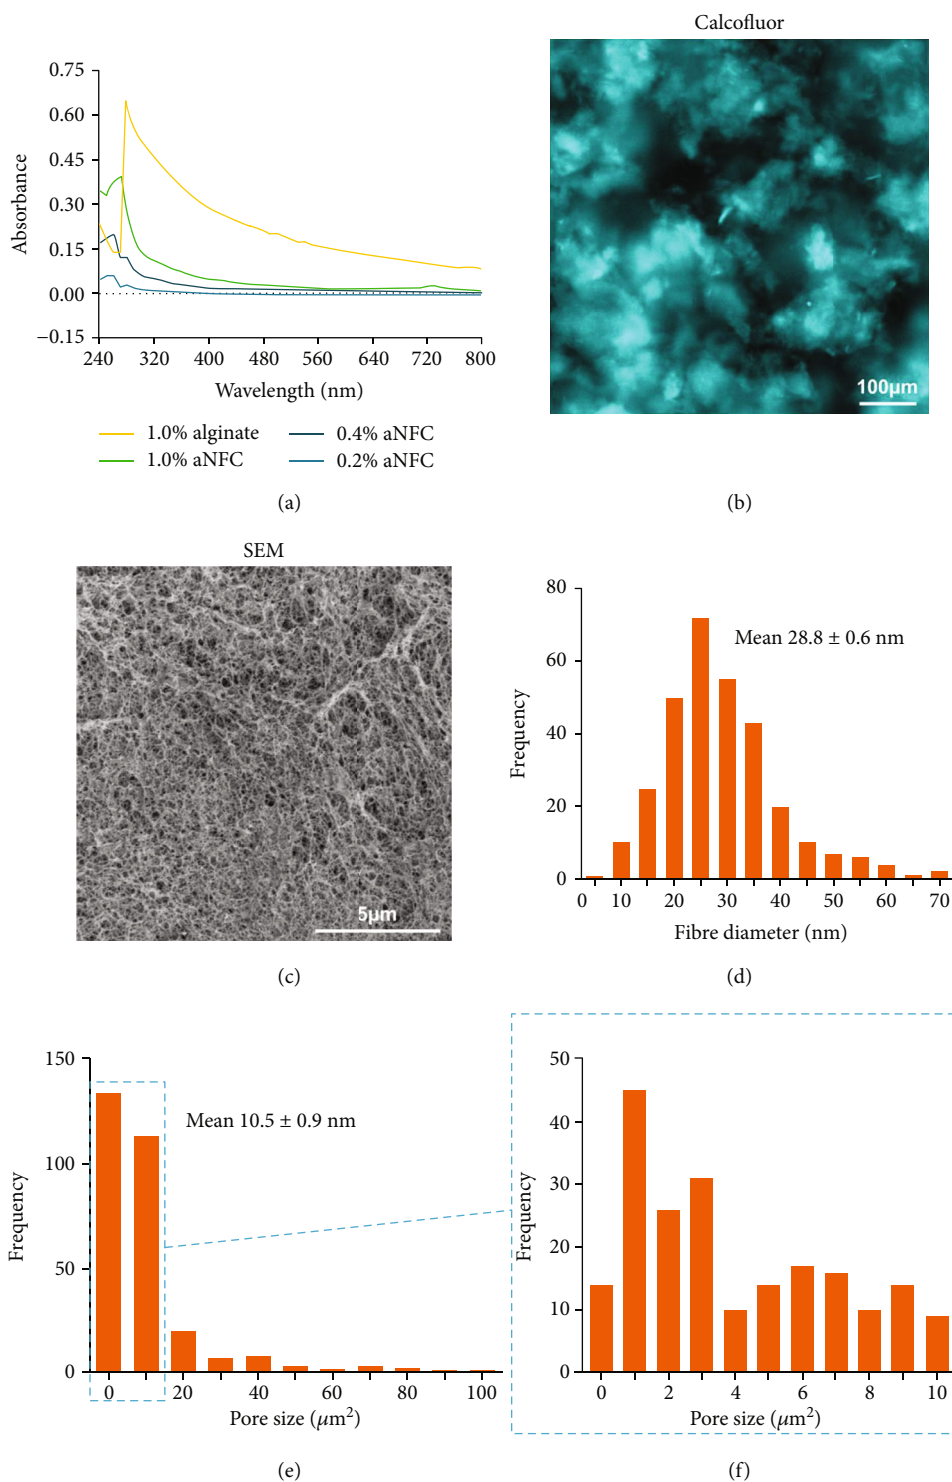 Calcofluor
0.75
0.60
0.45
0.30
0.15
0.00
−0.15
Absorbance
240 320 400 480 560 640 720 800
Wavelength (nm)
1.0% alginate
0.4% aNFC
1.0% aNFC
0.2% aNFC
100µm
(a)
(b)
SEM
5µm
80
60
40
20
0
Frequency
Mean 28.8 ± 0.6 nm
0 10 20 30 40 50 60 70
Fibre diameter (nm)
(c)
(d)
150
100
50
0
Frequency
Mean 10.5 ± 0.9 nm
0 20 40 60 80 100
Pore size (µm²)
50
40
30
20
10
0
Frequency
0 2 4 6 8 10
Pore size (µm²)
(e)
(f)